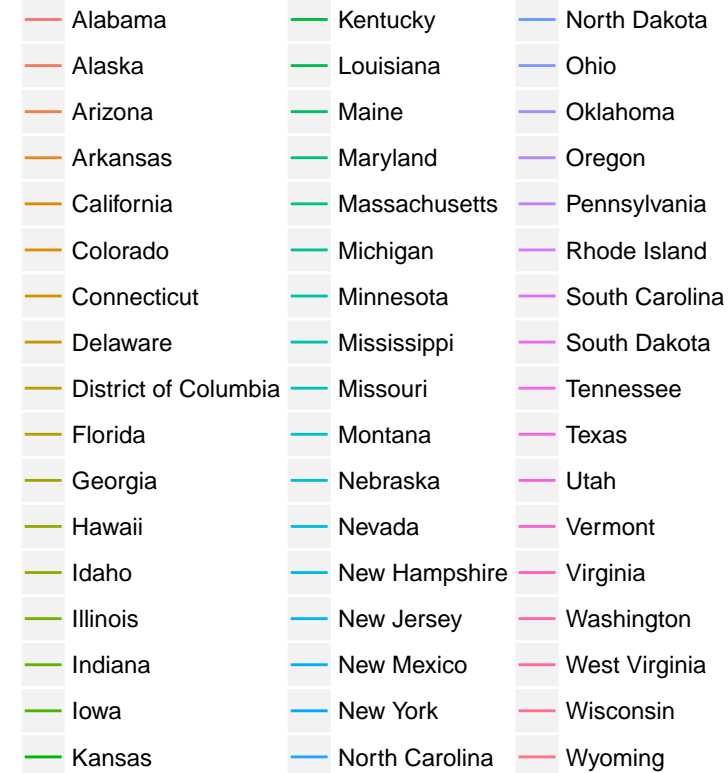 Alabama
Alaska
Arizona
Arkansas
California
Colorado
Connecticut
Delaware
District of Columbia
Florida
Georgia
Hawaii
Idaho
Illinois
Indiana
Iowa
Kansas
Kentucky
Louisiana
Maine
Maryland
Massachusetts
Michigan
Minnesota
Mississippi
Missouri
Montana
Nebraska
Nevada
New Hampshire
New Jersey
New Mexico
New York
North Carolina
North Dakota
Ohio
Oklahoma
Oregon
Pennsylvania
Rhode Island
South Carolina
South Dakota
Tennessee
Texas
Utah
Vermont
Virginia
Washington
West Virginia
Wisconsin
Wyoming